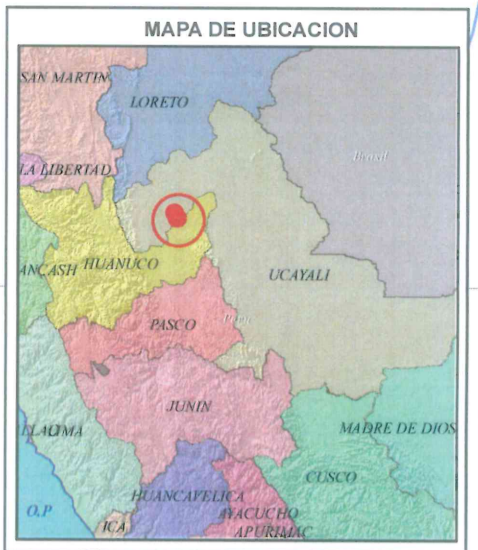 MAPA DE UBICACION
SAN MARTIN
LORETO
Brasil
LA LIBERTAD
ANCASH
HUANUCO
UCAYALI
PASCO
Perú
JUNIN
LIMA
MADRE DE DIOS
CUSCO
HUANCAVELICA
O.P
ICA
AYACUCHO
APURIMAC